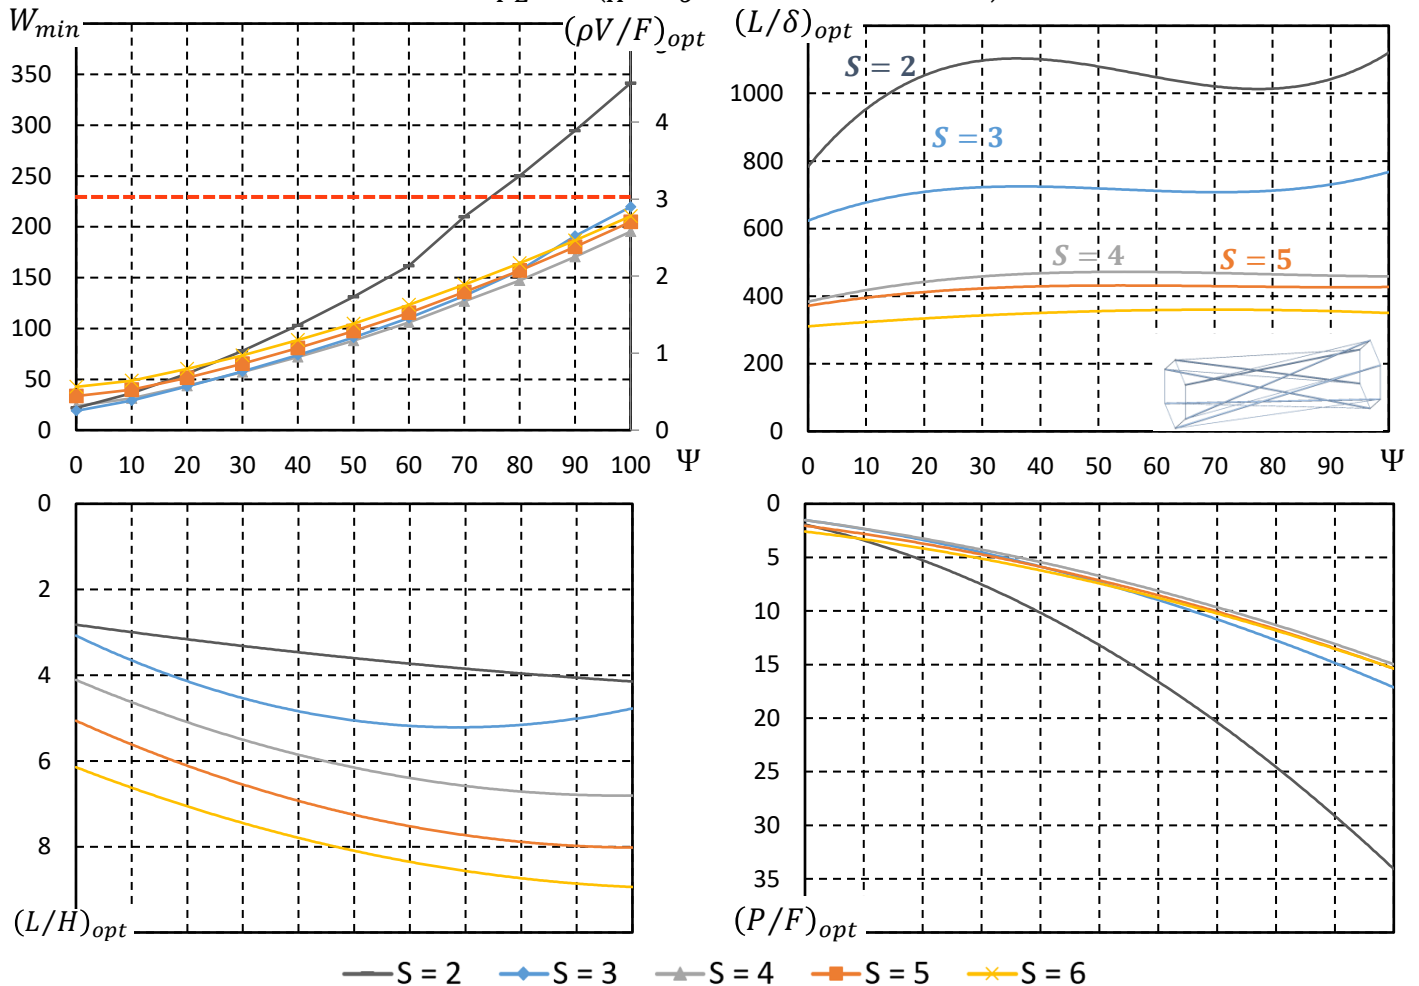 W_min
(ρV/F)_opt
350
300
250
200
150
100
50
0
4
3
2
1
0
0 10 20 30 40 50 60 70 80 90 100 Ψ
(L/δ)_opt
S = 2
S = 3
S = 4
S = 5
1000
800
600
400
200
0
0 10 20 30 40 50 60 70 80 90 Ψ
0
2
4
6
8
(L/H)_opt
0
5
10
15
20
25
30
35
(P/F)_opt
S = 2 S = 3 S = 4 S = 5 S = 6